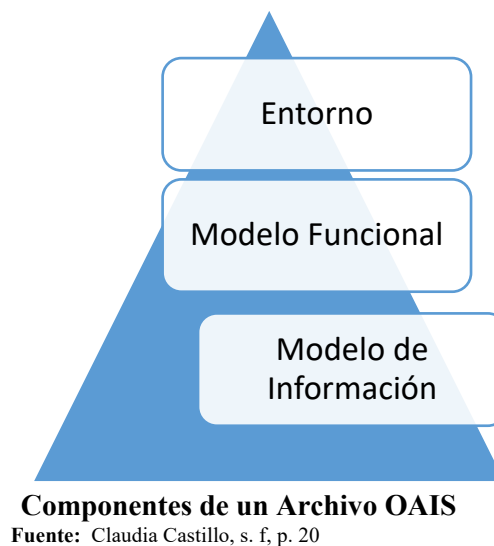 Entorno
Modelo Funcional
Modelo de
Información
Componentes de un Archivo OAIS
Fuente: Claudia Castillo, s. f, p. 20